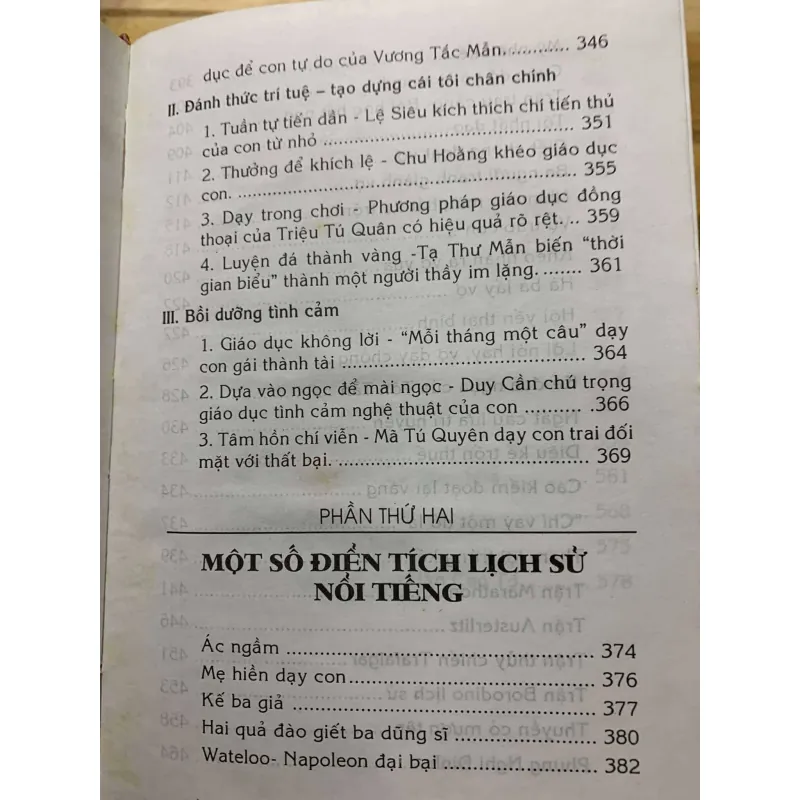 dục để con tự do của Vương Tắc Mẫn. ........... 346
II. Đánh thức trí tuệ – tạo dựng cái tôi chân chính
1. Tuần tự tiến dần - Lệ Siêu kích thích chí tiến thủ
của con từ nhỏ ................................................ 351
2. Thưởng để khích lệ - Chu Hoằng khéo giáo dục
con. ................................................................ 355
3. Dạy trong chơi - Phương pháp giáo dục đồng
thoại của Triệu Tú Quân có hiệu quả rõ rệt. .. 359
4. Luyện đá thành vàng -Tạ Thư Mẫn biến “thời
gian biểu” thành một người thầy im lặng. ....... 361
III. Bồi dưỡng tình cảm
1. Giáo dục không lời - “Mỗi tháng một câu” dạy
con gái thành tài ............................................. 364
2. Dựa vào ngọc để mài ngọc - Duy Cần chú trọng
giáo dục tình cảm nghệ thuật của con .......... .366
3. Tâm hồn chí viễn - Mã Tú Quyên dạy con trai đối
mặt với thất bại. .............................................. 369
PHẦN THỨ HAI
MỘT SỐ ĐIỂN TÍCH LỊCH SỬ
NỔI TIẾNG
Ác ngầm ........................................................ 374
Mẹ hiền dạy con............................................. 376
Kế ba giả ....................................................... 377
Hai quả đào giết ba dũng sĩ ........................... 380
Wateloo- Napoleon đại bại ............................ 382